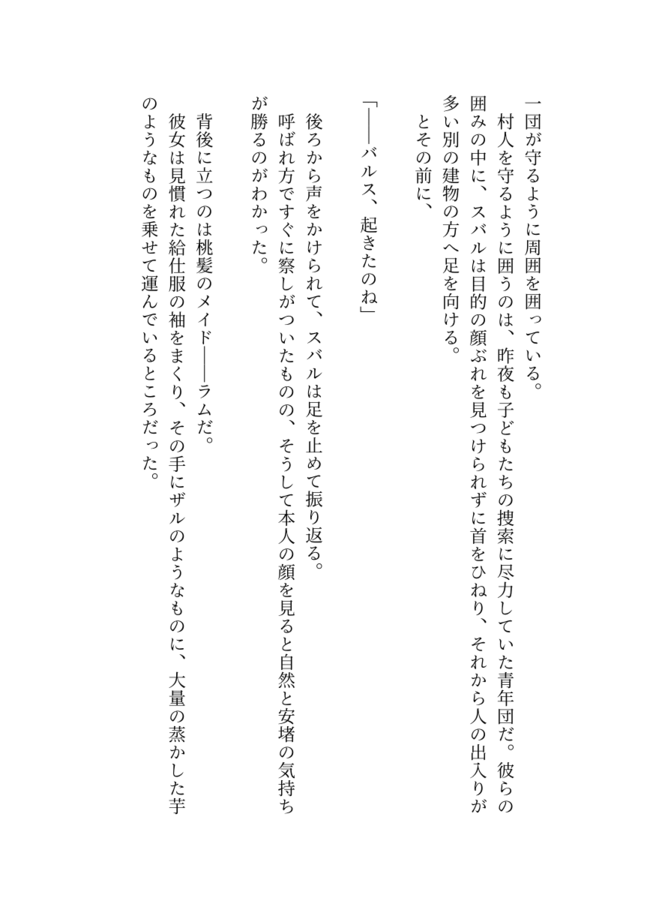 一団が守るように周囲を囲っている。
　村人を守るように囲うのは、昨夜も子どもたちの捜索に尽力していた青年団だ。彼らの
囲みの中に、スバルは目的の顔ぶれを見つけられずに首をひねり、それから人の出入りが
多い別の建物の方へ足を向ける。
　とその前に、
「――バルス、起きたのね」
　後ろから声をかけられて、スバルは足を止めて振り返る。
　呼ばれ方ですぐに察しがついたものの、そうして本人の顔を見ると自然と安堵の気持ち
が勝るのがわかった。
　背後に立つのは桃髪のメイド――ラムだ。
　彼女は見慣れた給仕服の袖をまくり、その手にザルのようなものに、大量の蒸かした芋
のようなものを乗せて運んでいるところだった。